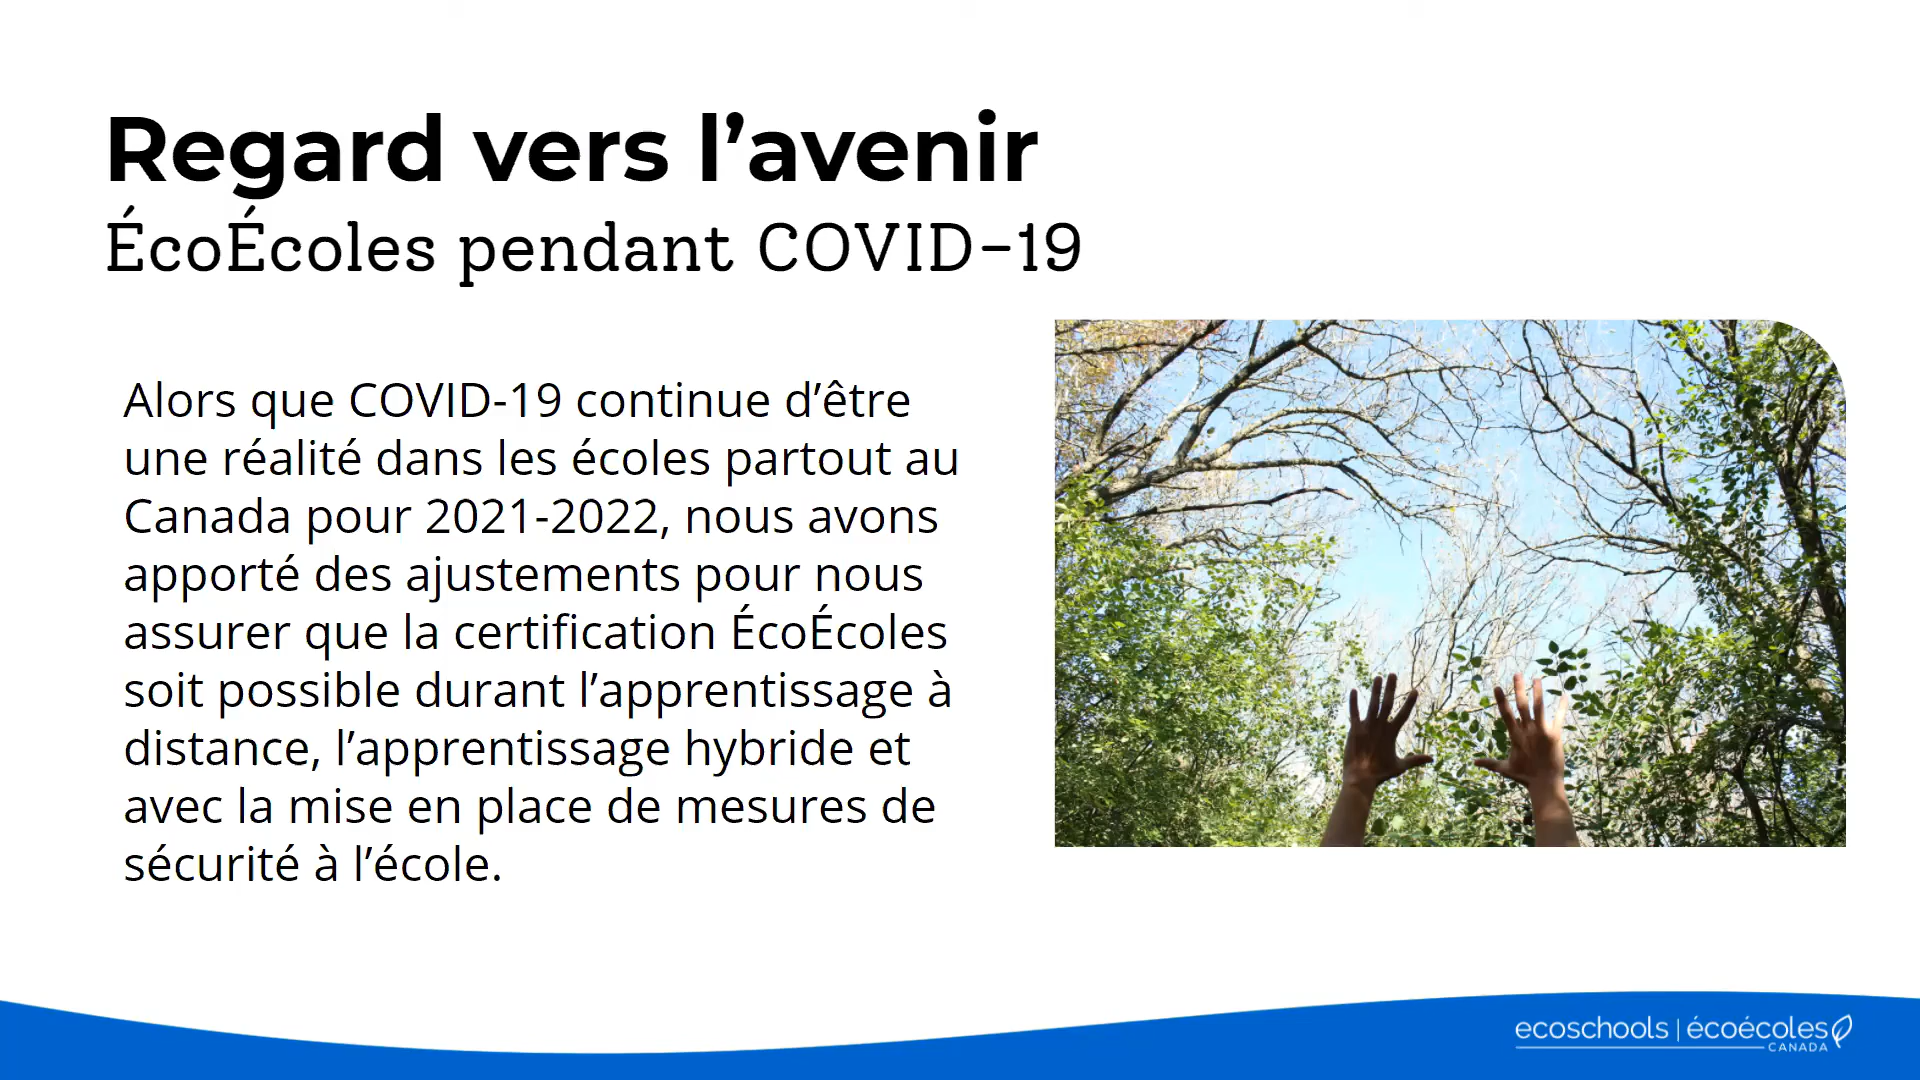 Regard vers l’avenir
ÉcoÉcoles pendant COVID-19
Alors que COVID-19 continue d’être
une réalité dans les écoles partout au
Canada pour 2021-2022, nous avons
apporté des ajustements pour nous
assurer que la certification ÉcoÉcoles
soit possible durant l’apprentissage à
distance, l’apprentissage hybride et
avec la mise en place de mesures de
sécurité à l’école.
ecoschools | écoécoles
CANADA